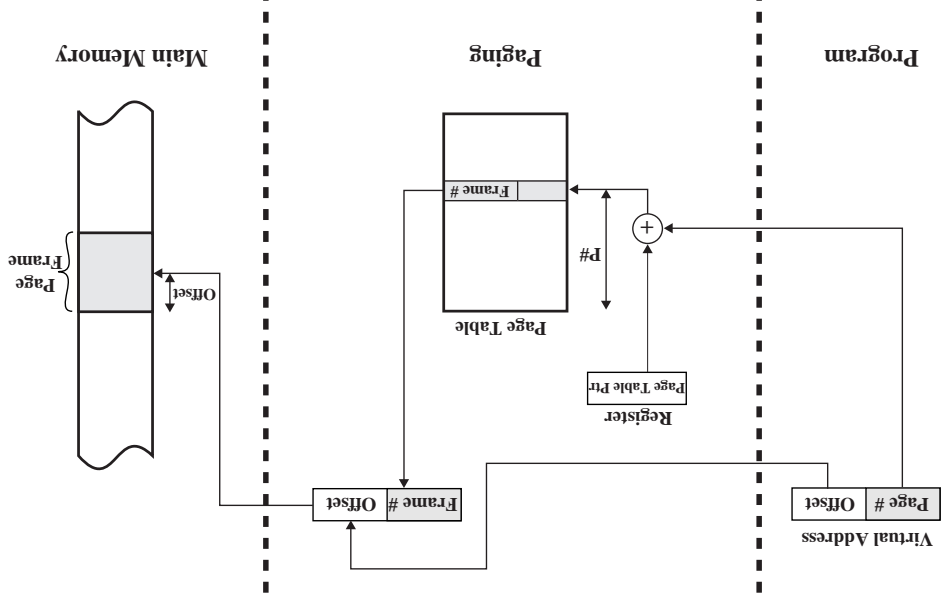 Virtual Address
Page #
Offset
Frame #
Offset
Register
Page Table Ptr
Page Table
P#
Frame #
Offset
Page
Frame
Program
Paging
Main Memory